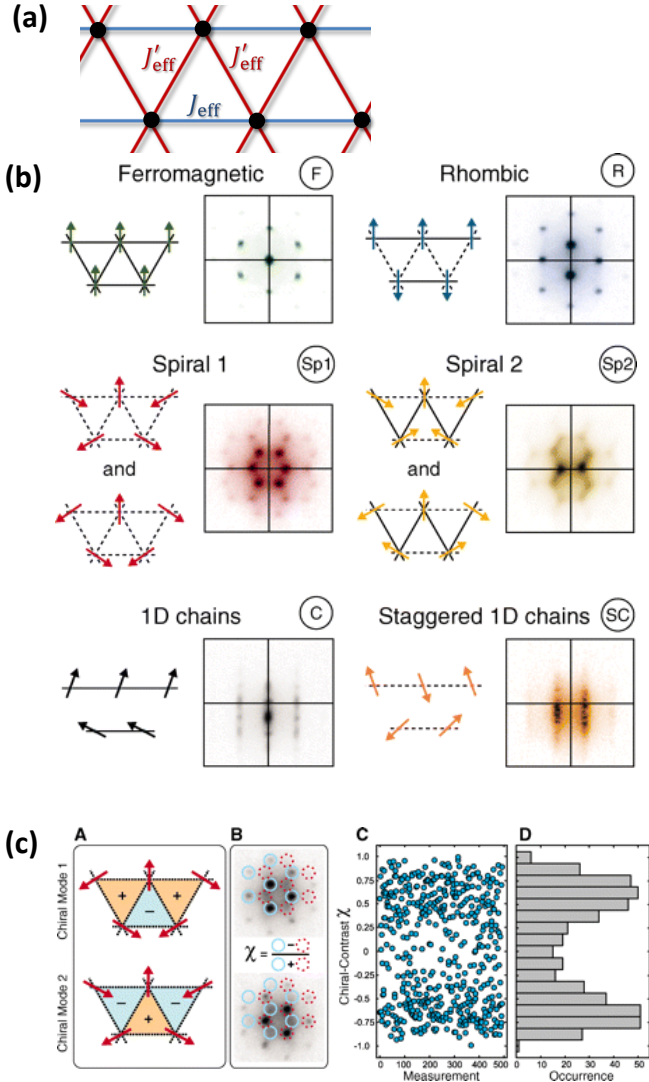 (a)
J'eff J'eff
Jeff
(b)
Ferromagnetic F
Rhombic R
Spiral 1 Sp1
and
Spiral 2 Sp2
and
1D chains C
Staggered 1D chains SC
(c)
A B C D
Chiral Mode 1
+ + −
Chiral Mode 2
− − +
χ = − / +
Chiral-Contrast χ
1.0
0.75
0.5
0.25
0
-0.25
-0.5
-0.75
-1.0
0 100 200 300 400 500
Measurement
0 10 20 30 40 50
Occurrence